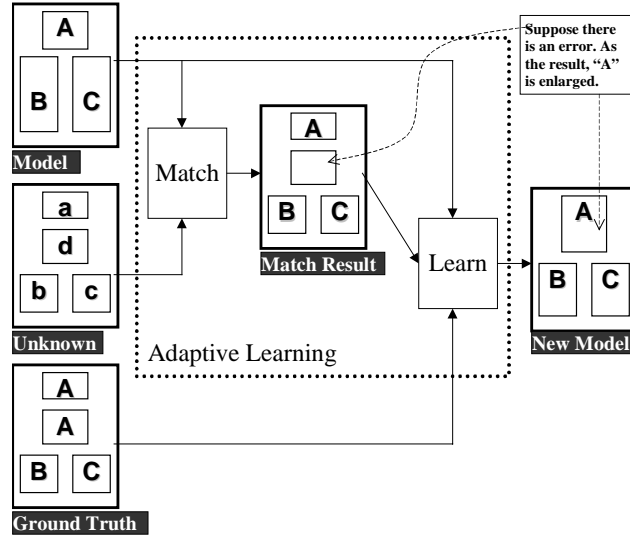 A
B C
Model
a
d
b c
Unknown
A
A
B C
Ground Truth
Match
A
B C
Match Result
Learn
Adaptive Learning
Suppose there
is an error. As
the result, “A”
is enlarged.
A
B C
New Model